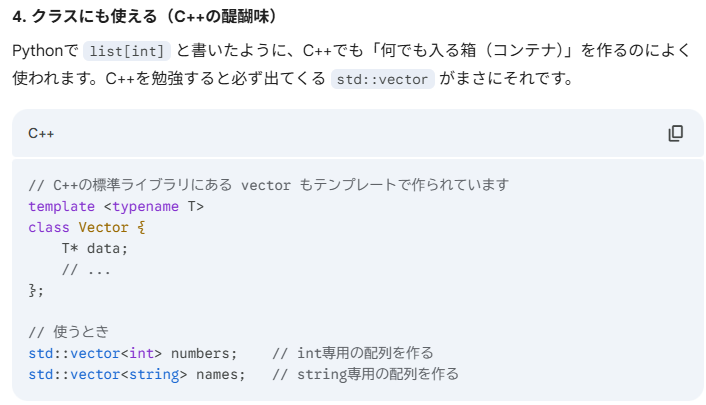 4. クラスにも使える（C++の醍醐味）
Pythonで list[int] と書いたように、C++でも「何でも入る箱（コンテナ）」を作るのによく
使われます。C++を勉強すると必ず出てくる std::vector がまさにそれです。
C++
// C++の標準ライブラリにある vector もテンプレートで作られています
template <typename T>
class Vector {
    T* data;
    // ...
};
// 使うとき
std::vector<int> numbers;    // int専用の配列を作る
std::vector<string> names;   // string専用の配列を作る